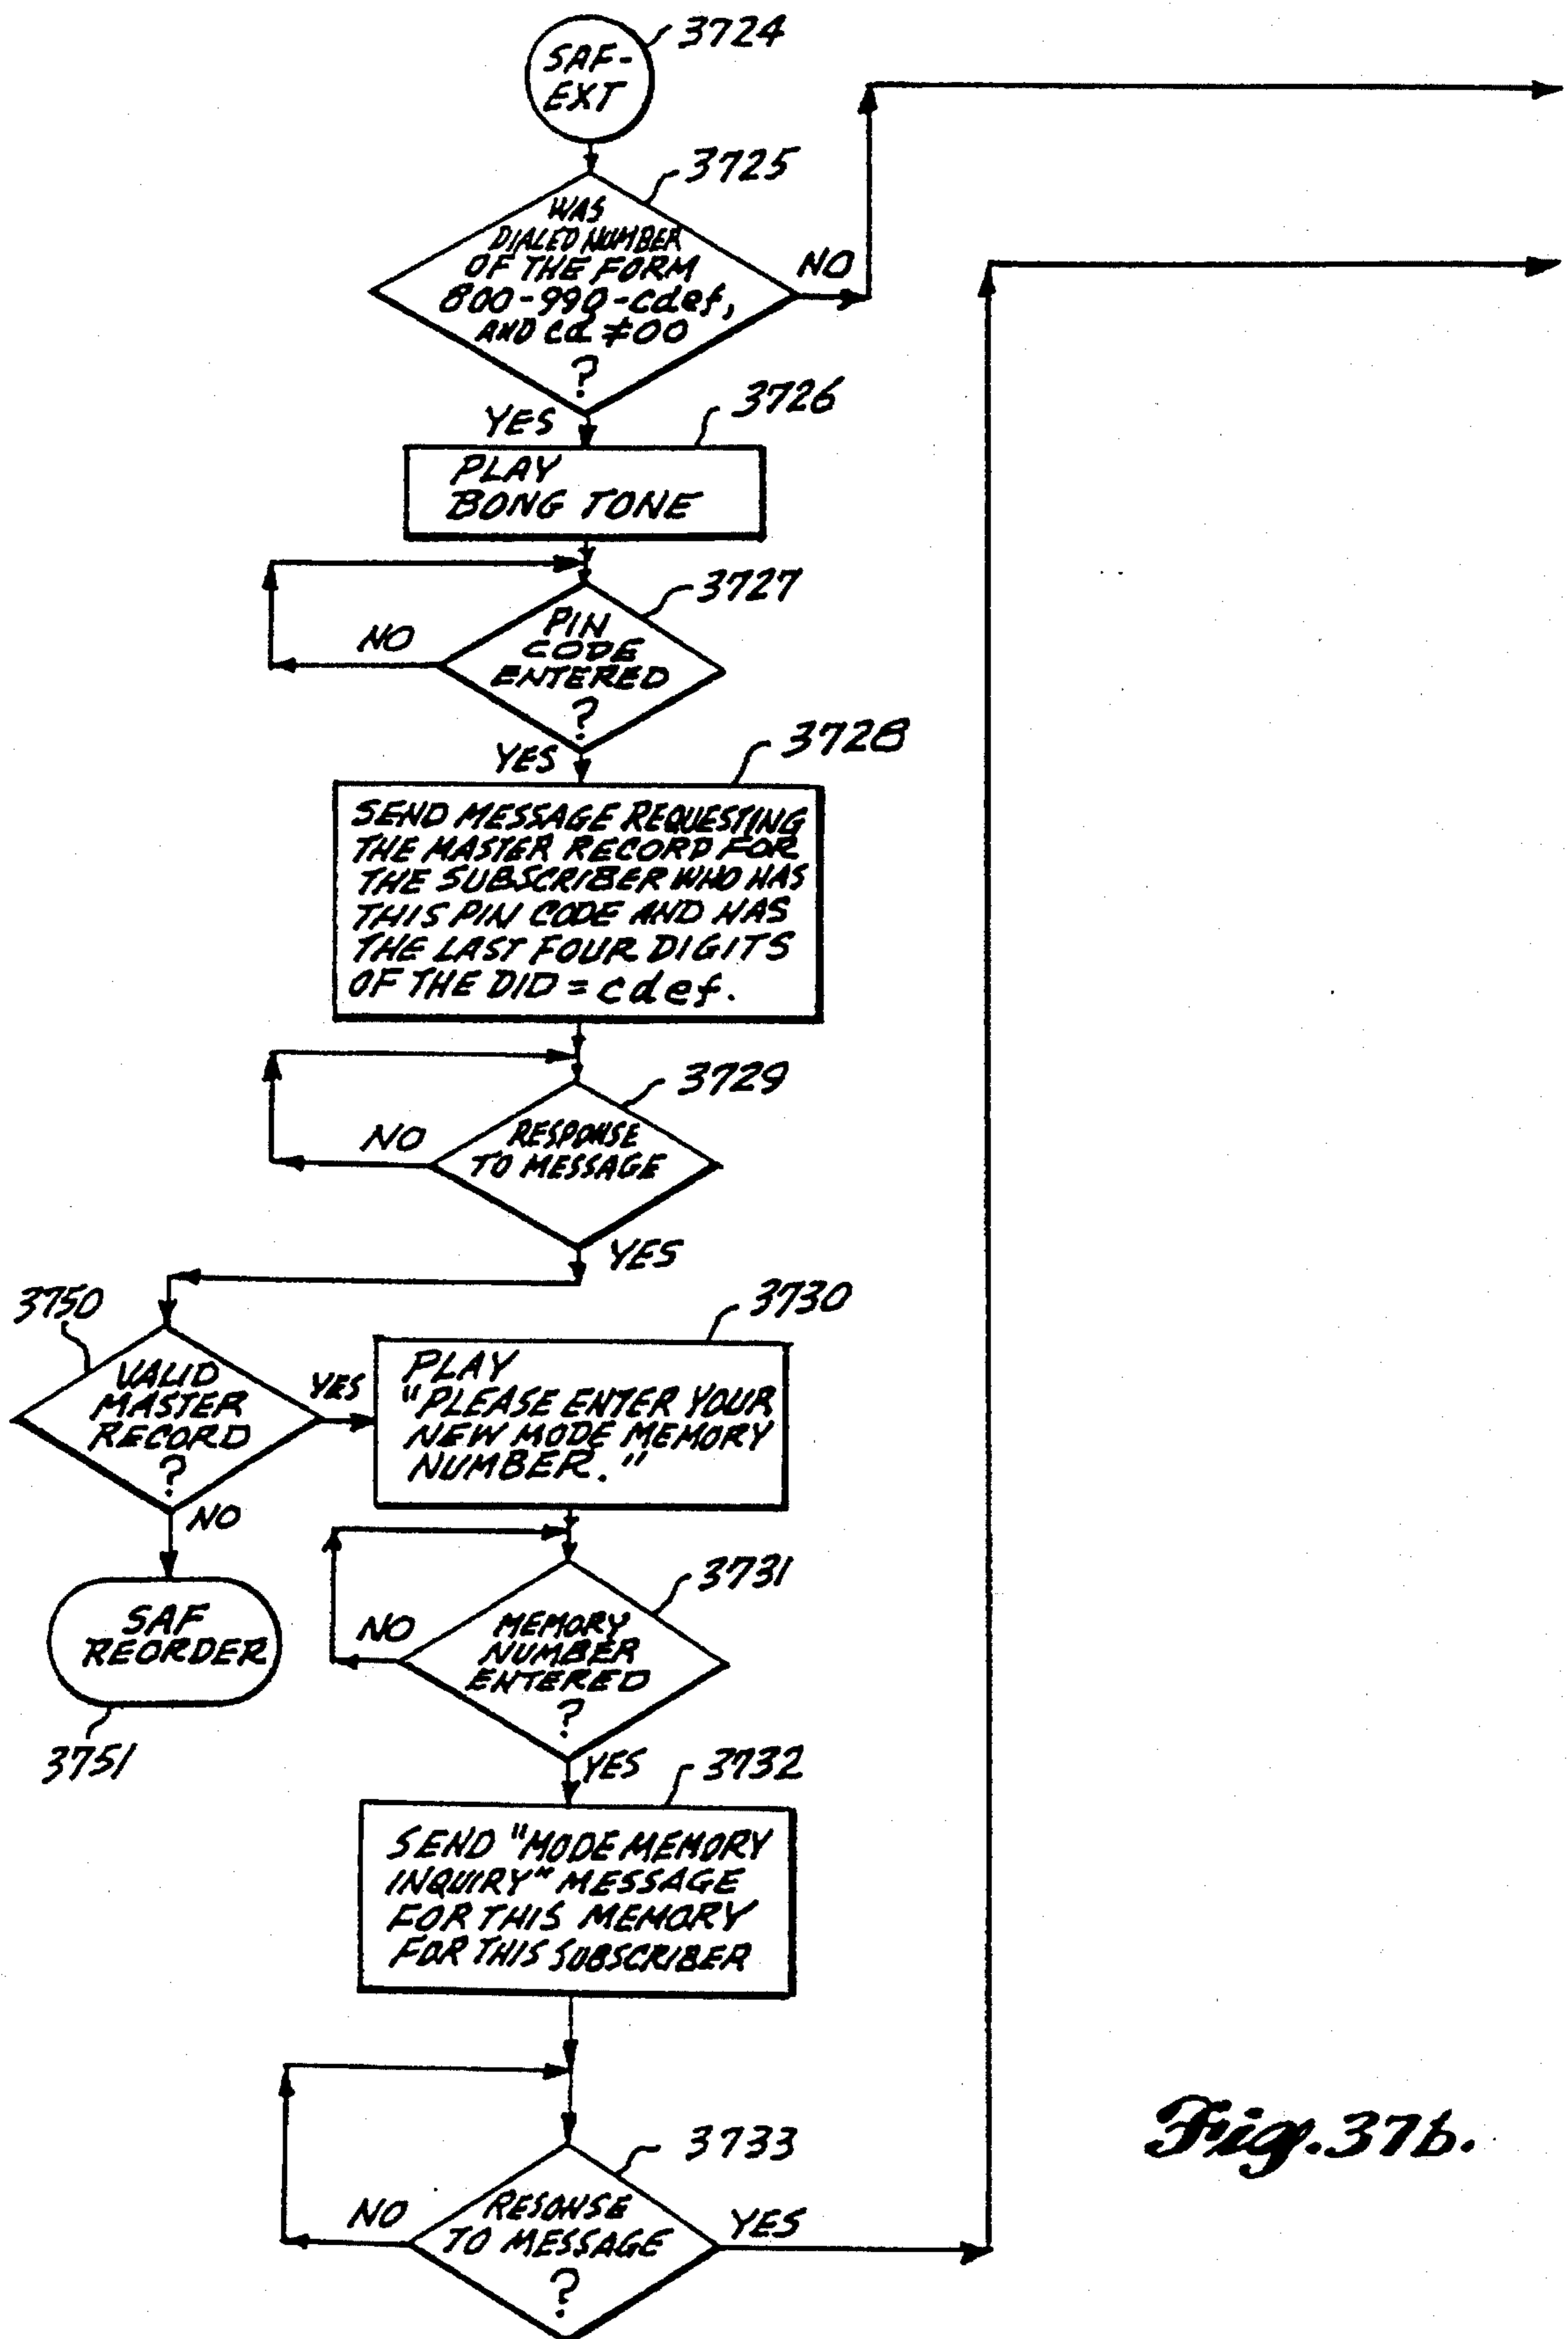 3724
SAF-
EXT
3725
WAS
DIALED NUMBER
OF THE FORM
800-990-cdef,
AND cd ≠ 00
?
NO
YES
3726
PLAY
BONG TONE
3727
PIN
CODE
ENTERED
?
NO
YES
3728
SEND MESSAGE REQUESTING
THE MASTER RECORD FOR
THE SUBSCRIBER WHO HAS
THIS PIN CODE AND HAS
THE LAST FOUR DIGITS
OF THE DID = cdef.
3729
RESPONSE
TO MESSAGE
NO
YES
3750
VALID
MASTER
RECORD
?
YES
NO
3730
PLAY
"PLEASE ENTER YOUR
NEW MODE MEMORY
NUMBER."
SAF
REORDER
3751
3731
MEMORY
NUMBER
ENTERED
?
NO
YES
3732
SEND "MODE MEMORY
INQUIRY" MESSAGE
FOR THIS MEMORY
FOR THIS SUBSCRIBER
3733
RESONSE
TO MESSAGE
?
NO
YES
Fig. 37b.